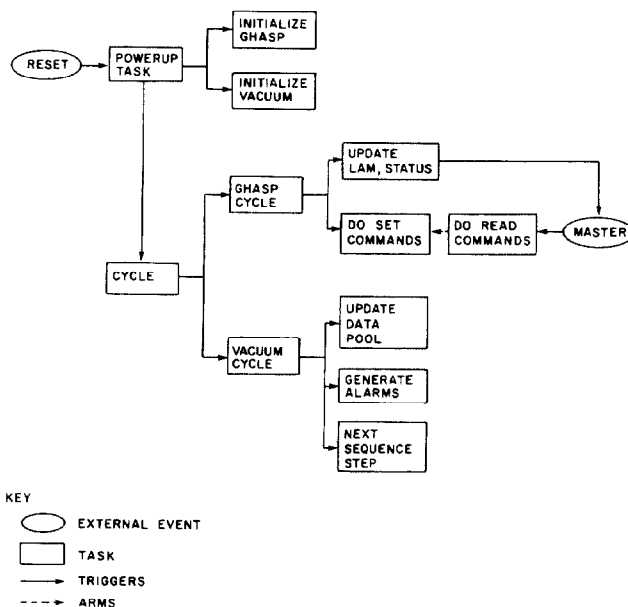 RESET
POWERUP
TASK
INITIALIZE
GHASP
INITIALIZE
VACUUM
CYCLE
GHASP
CYCLE
UPDATE
LAM, STATUS
DO SET
COMMANDS
DO READ
COMMANDS
MASTER
VACUUM
CYCLE
UPDATE
DATA
POOL
GENERATE
ALARMS
NEXT
SEQUENCE
STEP
KEY
EXTERNAL EVENT
TASK
TRIGGERS
ARMS